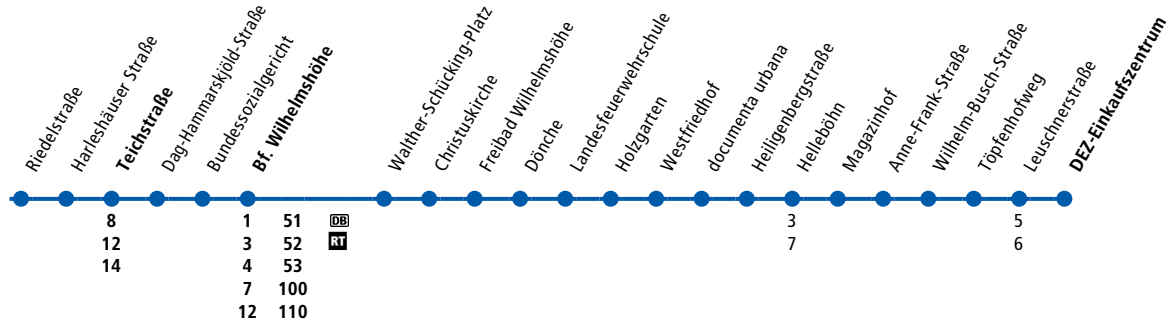 Riedelstraße
Harleshäuser Straße
Teichstraße
Dag-Hammarskjöld-Straße
Bundessozialgericht
Bf. Wilhelmshöhe
Walther-Schücking-Platz
Christuskirche
Freibad Wilhelmshöhe
Dönche
Landesfeuerwehrschule
Holzgarten
Westfriedhof
documenta urbana
Heiligenbergstraße
Helleböhn
Magazinhof
Anne-Frank-Straße
Wilhelm-Busch-Straße
Töpfenhofweg
Leuschnerstraße
DEZ-Einkaufszentrum
8 1 51 DB 3 5
12 3 52 RT 7 6
14 4 53
7 100
12 110